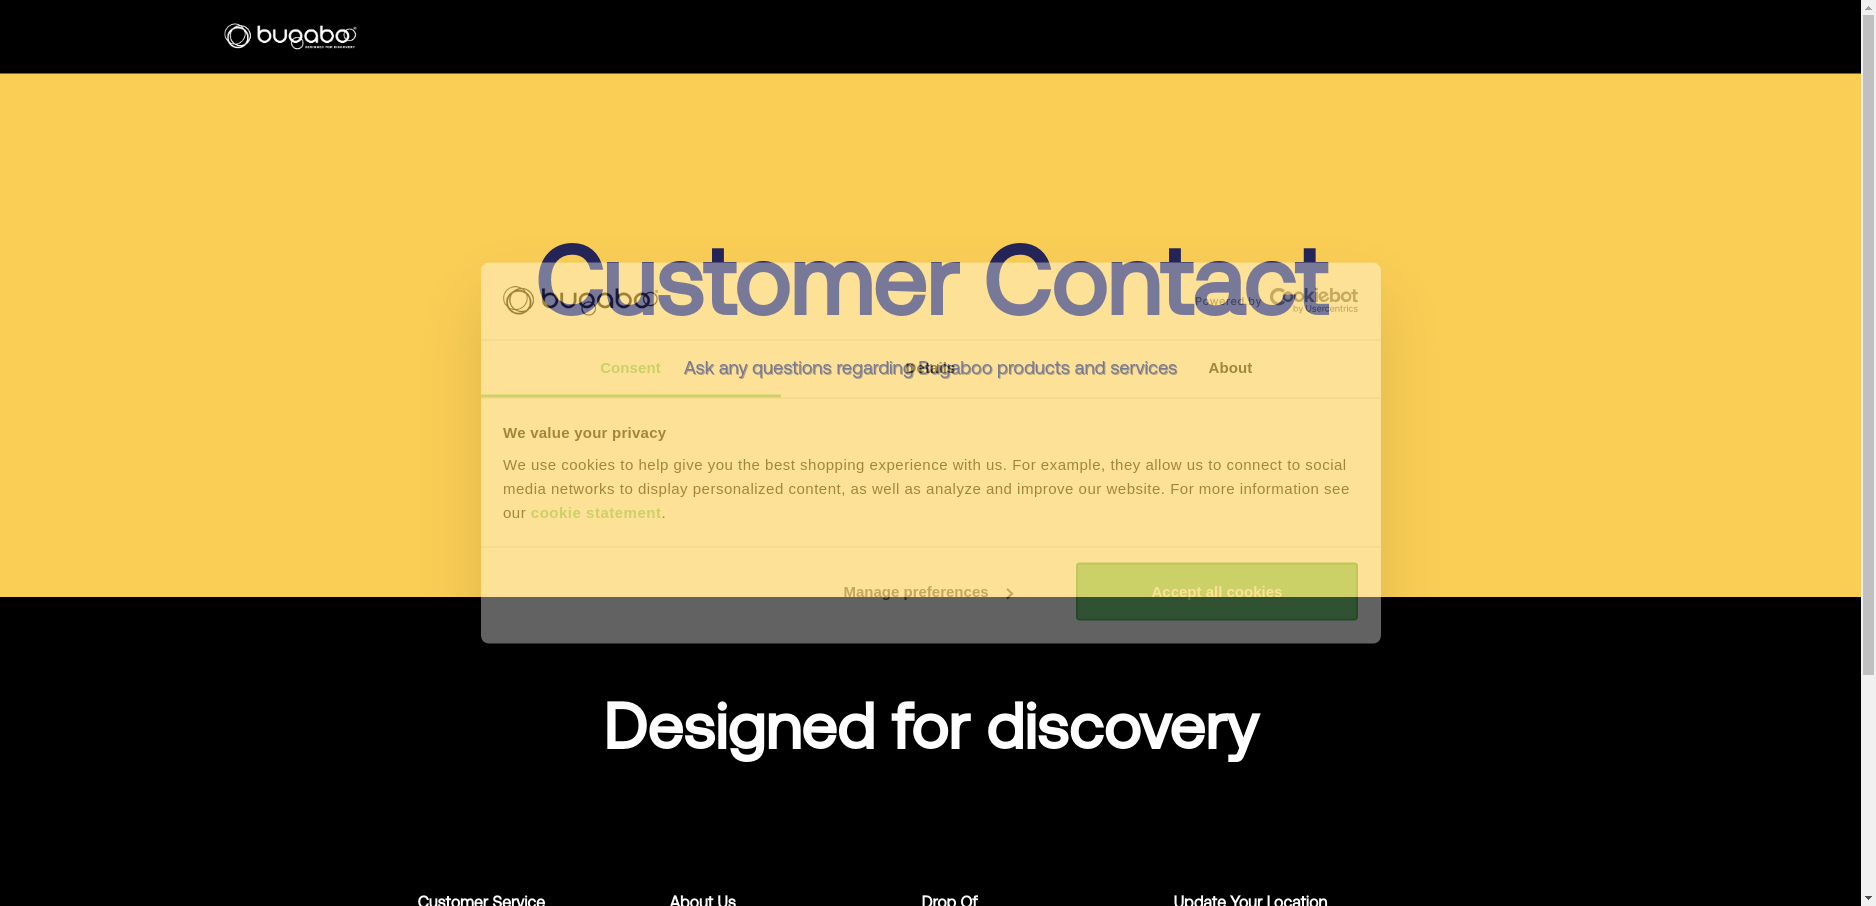 bugaboo
DESIGNED FOR DISCOVERY
Customer Contact
bugaboo
Powered by Cookiebot
by Usercentrics
Ask any questions regarding Bugaboo products and services
Consent Details About
We value your privacy
We use cookies to help give you the best shopping experience with us. For example, they allow us to connect to social
media networks to display personalized content, as well as analyze and improve our website. For more information see
our cookie statement.
Manage preferences Accept all cookies
Designed for discovery
Customer Service About Us Drop Of Update Your Location